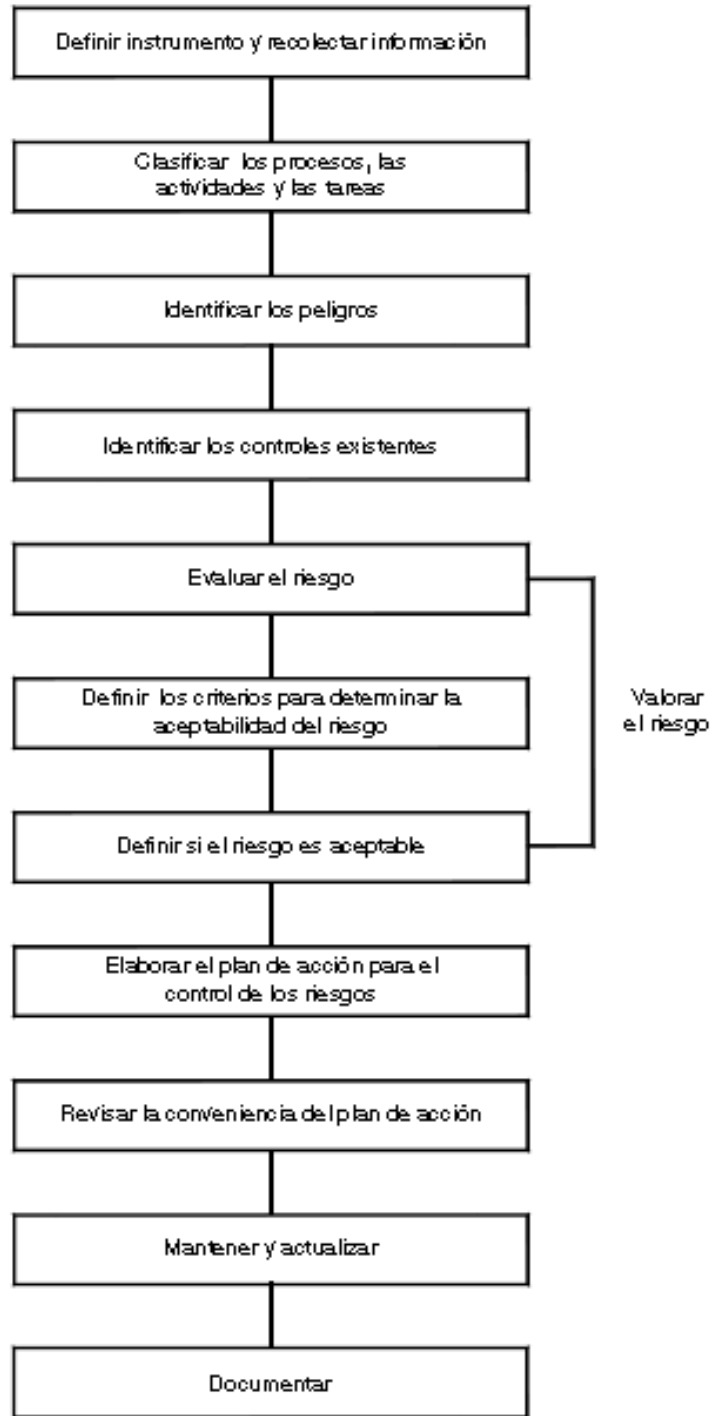 Definir instrumento y recolectar información
Clasificar los procesos, las
actividades y las tareas
Identificar los peligros
Identificar los controles existentes
Evaluar el riesgo
Definir los criterios para determinar la
aceptabilidad del riesgo
Valorar
el riesgo
Definir si el riesgo es aceptable
Elaborar el plan de acción para el
control de los riesgos
Revisar la conveniencia del plan de acción
Mantener y actualizar
Documentar